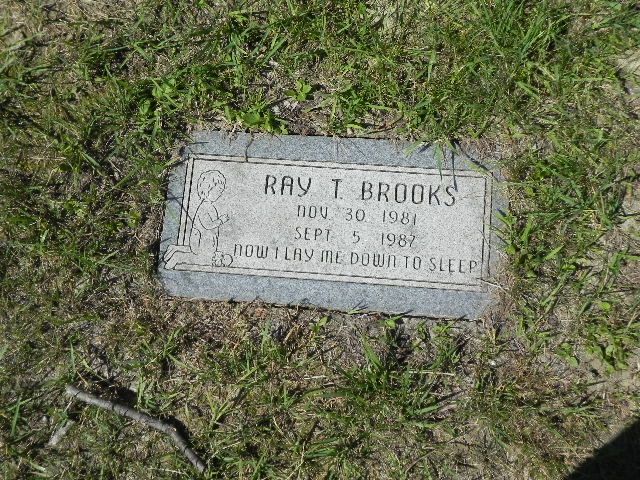 RAY T. BROOKS
NOV. 30 1981
SEPT 5 1987
NOW I LAY ME DOWN TO SLEEP